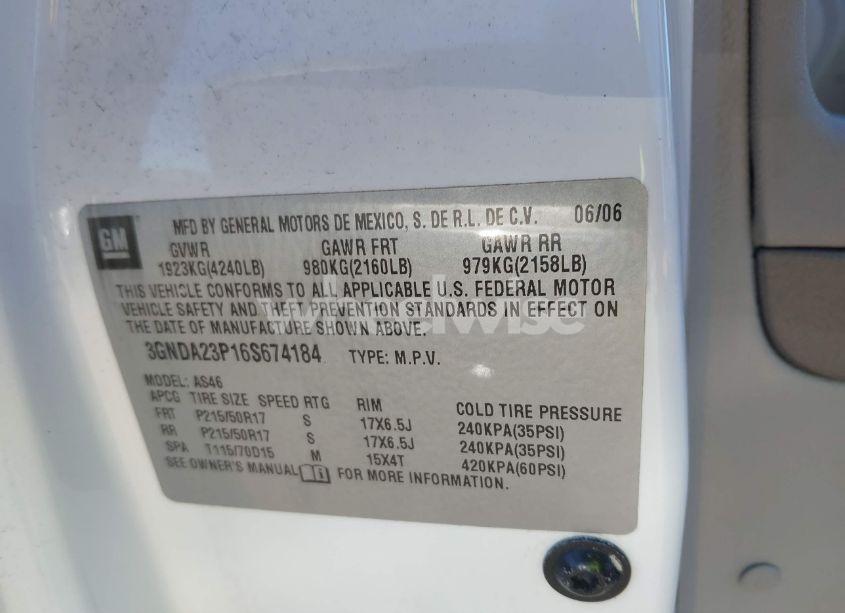 GM
MFD BY GENERAL MOTORS DE MEXICO, S. DE R.L. DE C.V. 06/06
GVWR GAWR FRT GAWR RR
1923KG(4240LB) 980KG(2160LB) 979KG(2158LB)
THIS VEHICLE CONFORMS TO ALL APPLICABLE U.S. FEDERAL MOTOR
VEHICLE SAFETY AND THEFT PREVENTION STANDARDS IN EFFECT ON
THE DATE OF MANUFACTURE SHOWN ABOVE.
3GNDA23P16S674184 TYPE: M.P.V.
MODEL: AS46
APCG TIRE SIZE SPEED RTG RIM COLD TIRE PRESSURE
FRT P215/50R17 S 17X6.5J 240KPA(35PSI)
RR P215/50R17 S 17X6.5J 240KPA(35PSI)
SPA T115/70D15 M 15X4T 420KPA(60PSI)
SEE OWNER'S MANUAL FOR MORE INFORMATION.